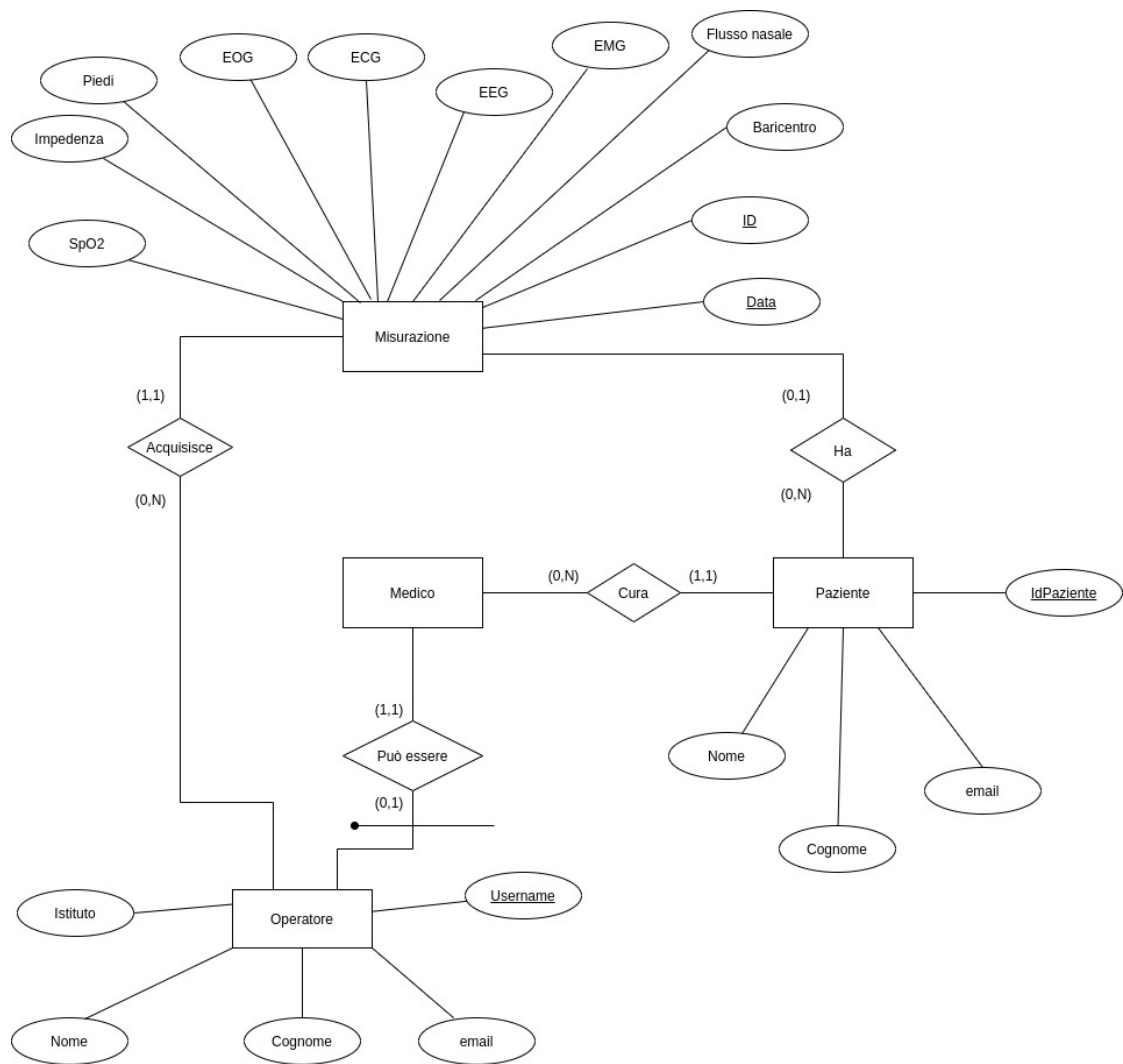 Flusso nasale
EMG
EOG
ECG
Piedi
EEG
Impedenza
Baricentro
ID
SpO2
Data
Misurazione
(1,1)
(0,1)
Acquisisce
Ha
(0,N)
(0,N)
Medico
(0,N)
Cura
(1,1)
Paziente
IdPaziente
(1,1)
Può essere
Nome
email
(0,1)
Cognome
Username
Istituto
Operatore
Nome
Cognome
email